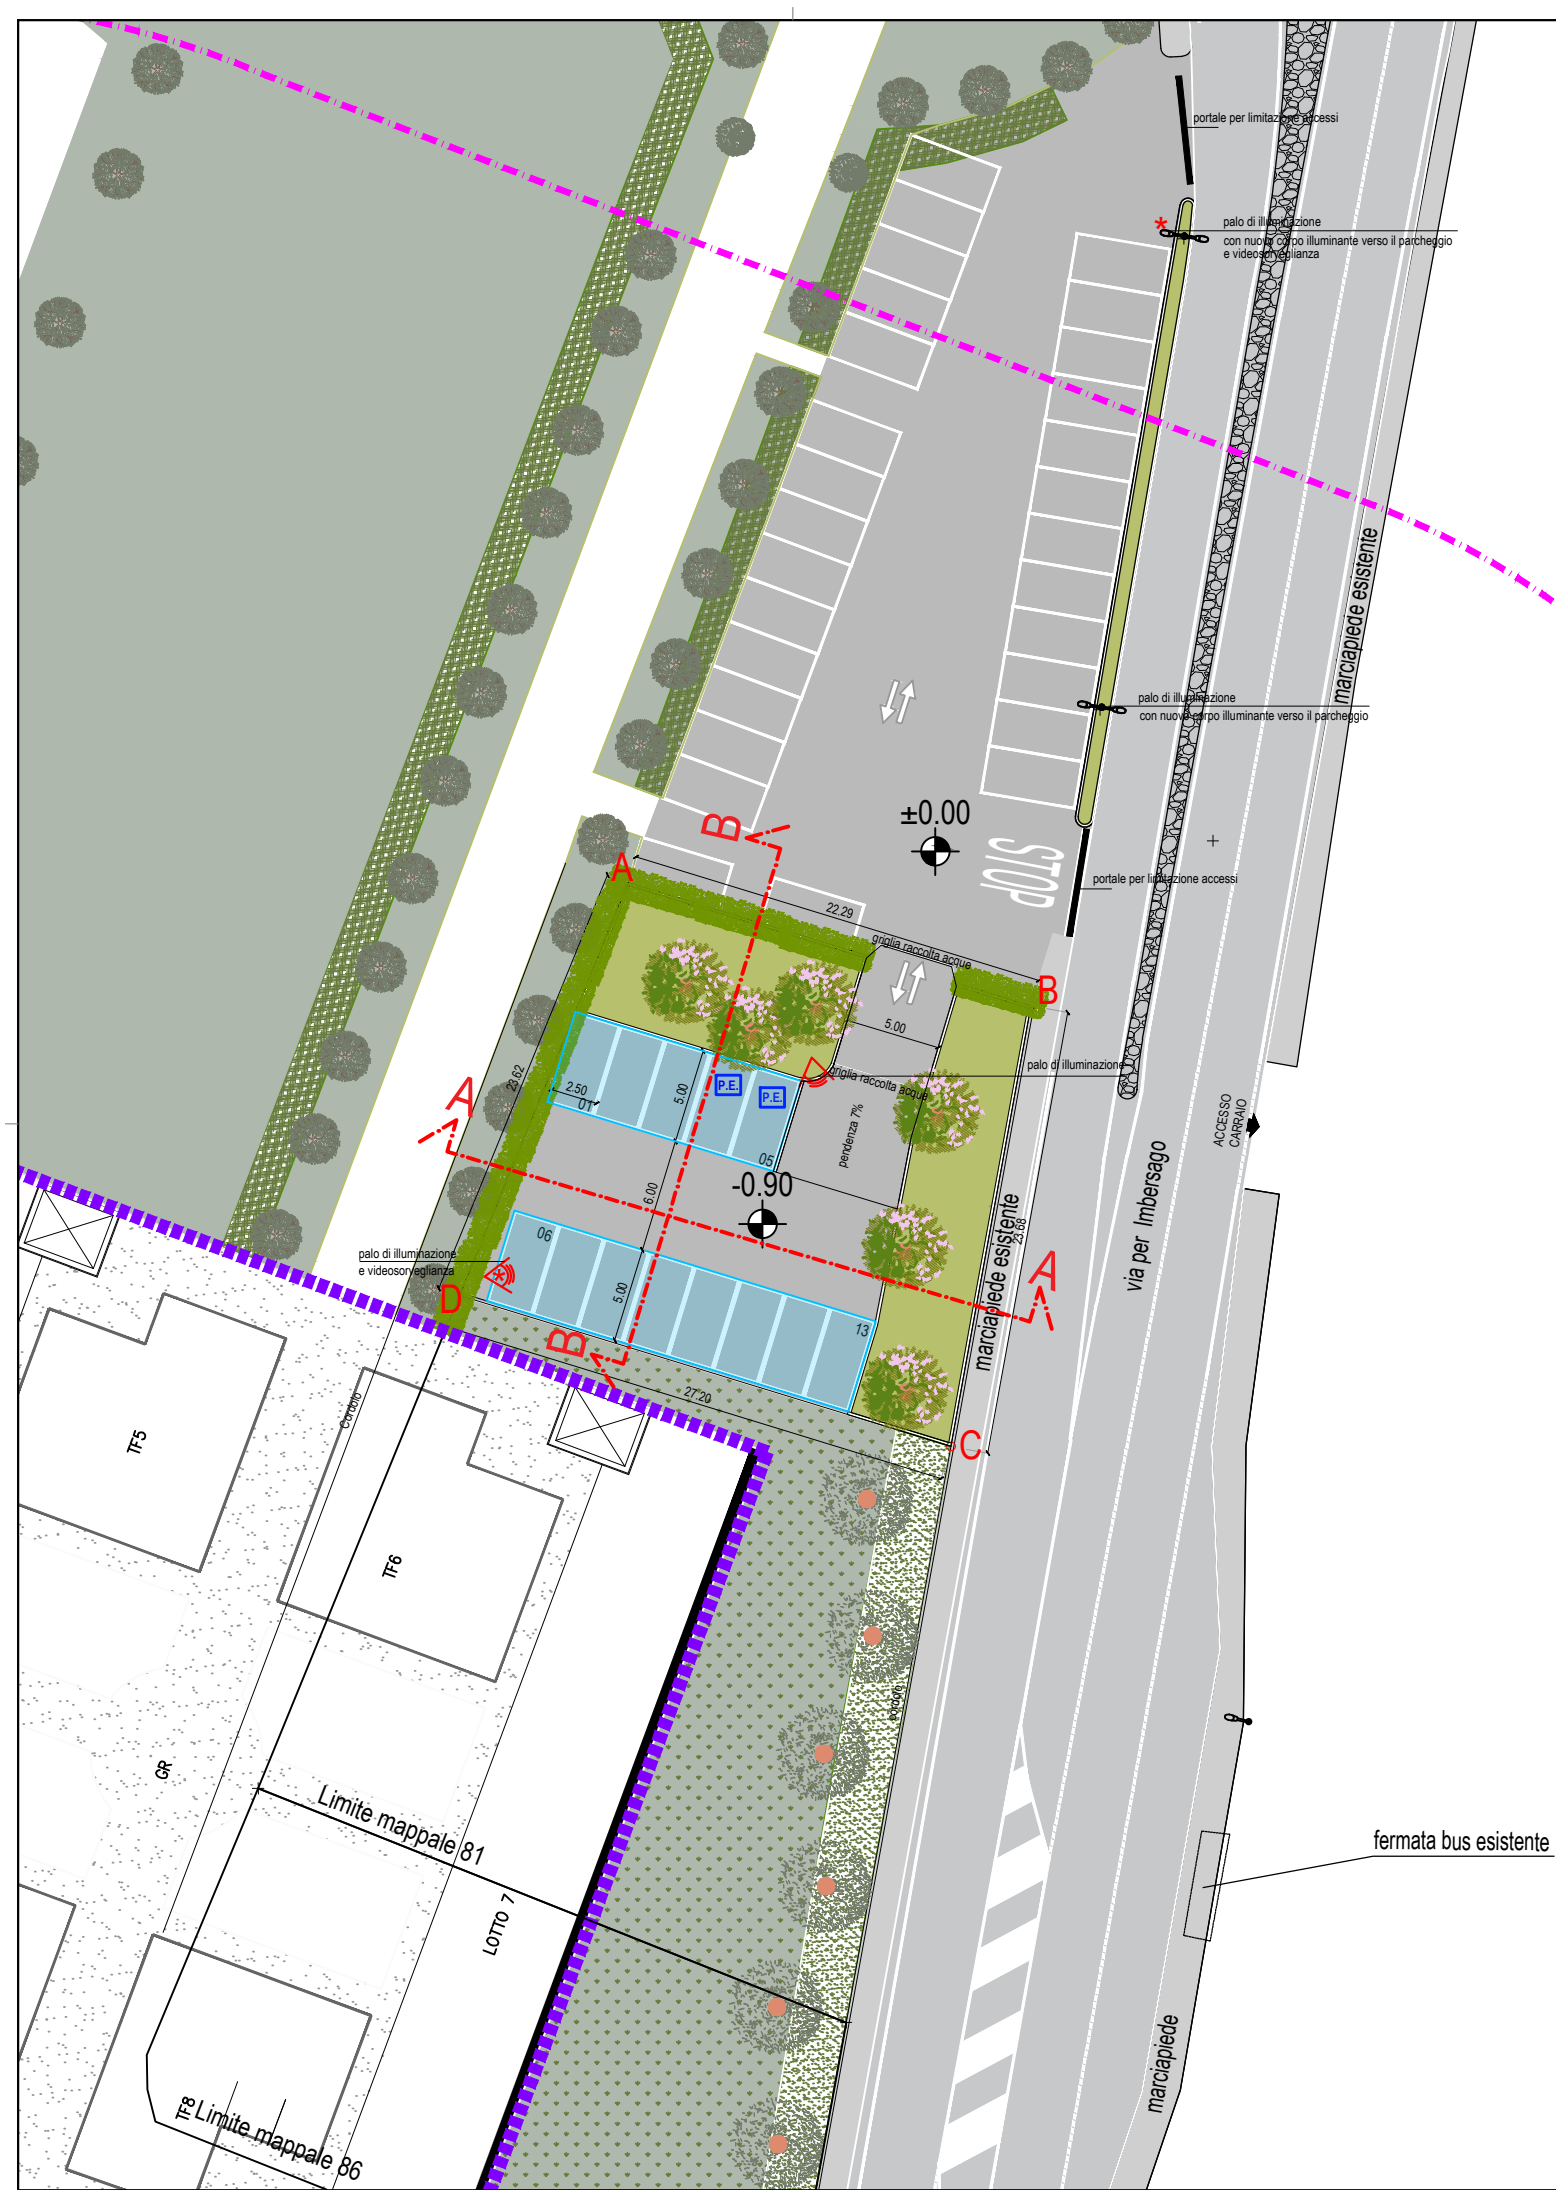 portale per limitazione accessi
*
palo di illuminazione
con nuovo corpo illuminante verso il parcheggio
e videosorveglianza
marciapiede esistente
palo di illuminazione
con nuovo corpo illuminante verso il parcheggio
±0.00
STOP
B
A
portale per limitazione accessi
22.29
griglia raccolta acque
B
5.00
palo di illuminazione
griglia raccolta acque
23.62
2.50
01
5.00
P.E.
P.E.
A
pendenza 7%
ACCESSO
CARRAIO
05
-0.90
6.00
marciapiede esistente
23.68
via per Imbersago
06
palo di illuminazione
e videosorveglianza
*
A
D
5.00
13
B
27.20
C
Cordolo
TF5
TF6
cordolo
GR
Limite mappale 81
fermata bus esistente
LOTTO 7
marciapiede
TF8
Limite mappale 86